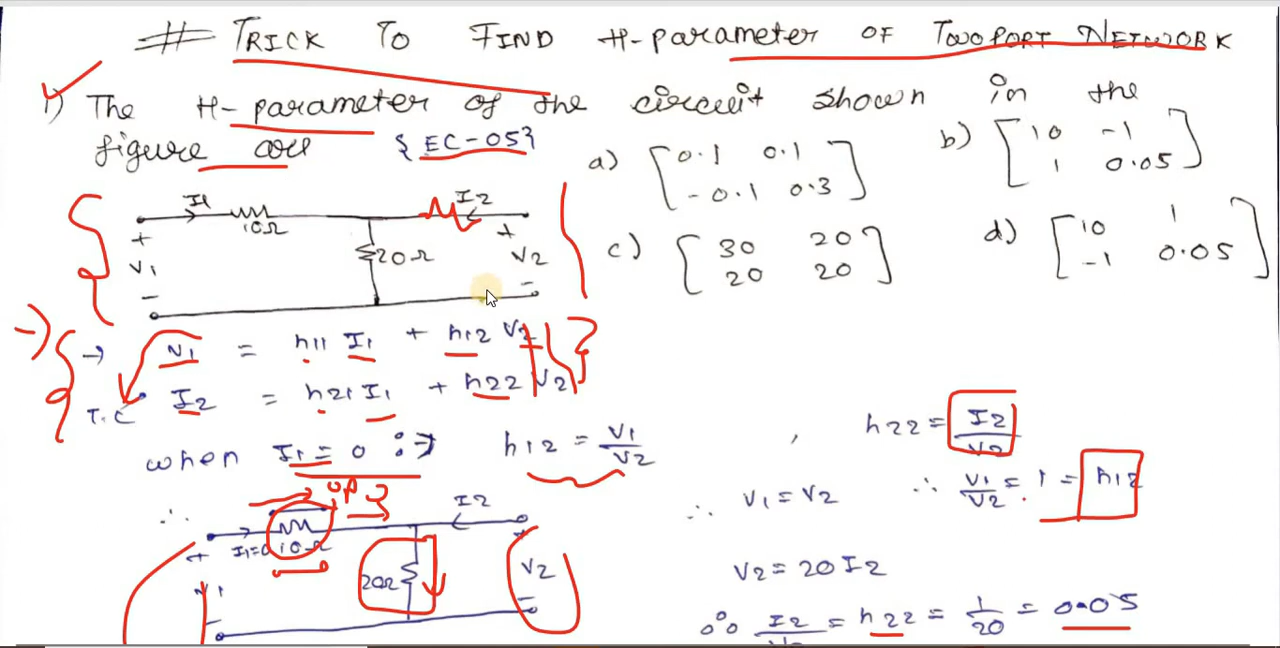 # TRICK TO FIND H-parameter OF TWOPORT NETWORK
1) The H-parameter of the circuit shown in the
figure are {EC-05}
a) [0.1 0.1
-0.1 0.3]
b) [10 -1
1 0.05]
c) [30 20
20 20]
d) [10 1
-1 0.05]
I1 10Ω I2
+ V1 - 20Ω + V2 -
→ V1 = h11 I1 + h12 V2
T.C I2 = h21 I1 + h22 V2
when I1 = 0 :⇒ h12 = V1/V2 , h22 = I2/V2
∴ V1 = V2 ∴ V1/V2 = 1 = h12
∴ I1=0 10Ω OP I2
+ V1 - 20Ω + V2 -
V2 = 20 I2
∴ I2/V2 = h22 = 1/20 = 0.05